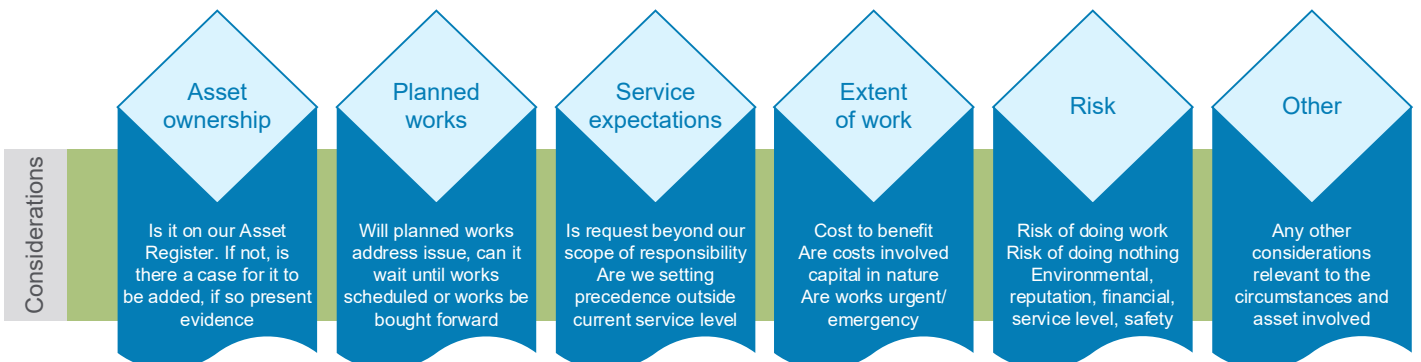 Considerations
Asset
ownership
Is it on our Asset
Register. If not, is
there a case for it to
be added, if so present
evidence
Planned
works
Will planned works
address issue, can it
wait until works
scheduled or works be
bought forward
Service
expectations
Is request beyond our
scope of responsibility
Are we setting
precedence outside
current service level
Extent
of work
Cost to benefit
Are costs involved
capital in nature
Are works urgent/
emergency
Risk
Risk of doing work
Risk of doing nothing
Environmental,
reputation, financial,
service level, safety
Other
Any other
considerations
relevant to the
circumstances and
asset involved